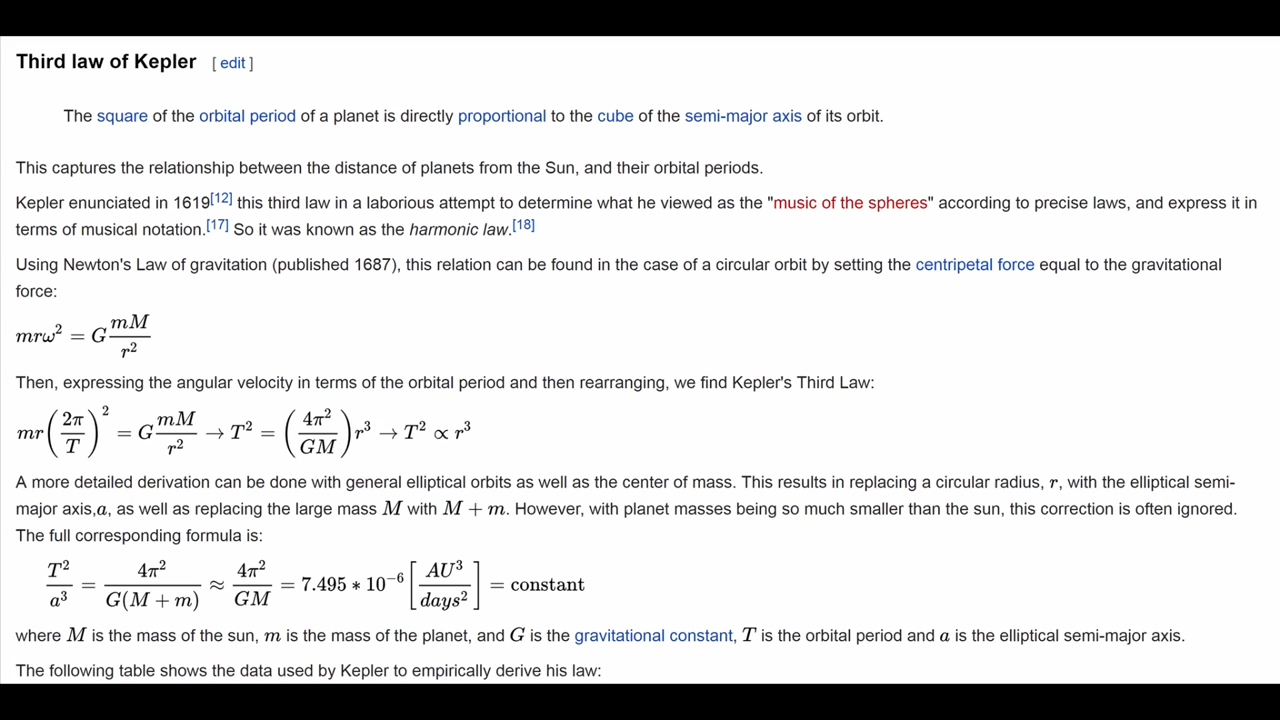 Third law of Kepler [ edit ]
The square of the orbital period of a planet is directly proportional to the cube of the semi-major axis of its orbit.
This captures the relationship between the distance of planets from the Sun, and their orbital periods.
Kepler enunciated in 1619[12] this third law in a laborious attempt to determine what he viewed as the "music of the spheres" according to precise laws, and express it in
terms of musical notation.[17] So it was known as the harmonic law.[18]
Using Newton's Law of gravitation (published 1687), this relation can be found in the case of a circular orbit by setting the centripetal force equal to the gravitational
force:
mrω² = G mM/r²
Then, expressing the angular velocity in terms of the orbital period and then rearranging, we find Kepler's Third Law:
mr(2π/T)² = G mM/r² → T² = (4π²/GM) r³ → T² ∝ r³
A more detailed derivation can be done with general elliptical orbits as well as the center of mass. This results in replacing a circular radius, r, with the elliptical semi-
major axis,a, as well as replacing the large mass M with M + m. However, with planet masses being so much smaller than the sun, this correction is often ignored.
The full corresponding formula is:
T²/a³ = 4π²/G(M + m) ≈ 4π²/GM = 7.495 * 10⁻⁶ [AU³/days²] = constant
where M is the mass of the sun, m is the mass of the planet, and G is the gravitational constant, T is the orbital period and a is the elliptical semi-major axis.
The following table shows the data used by Kepler to empirically derive his law: